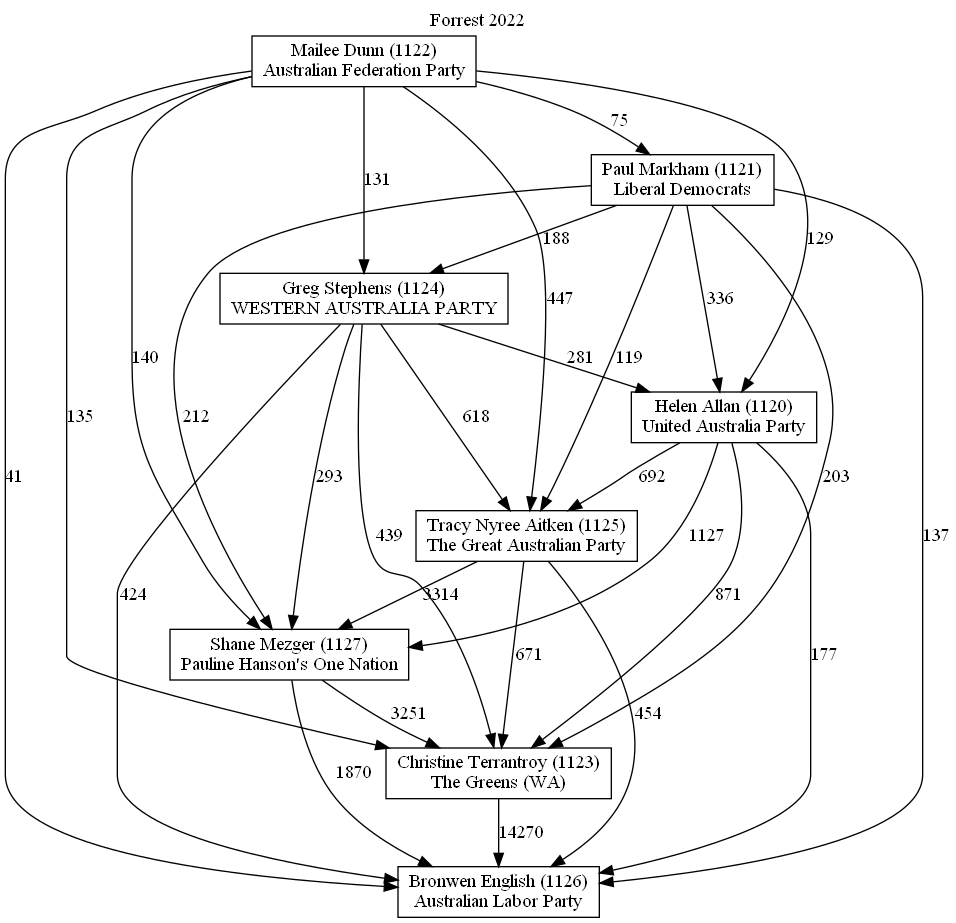 Forrest 2022
Mailee Dunn (1122)
Australian Federation Party
75
Paul Markham (1121)
Liberal Democrats
131
188
129
Greg Stephens (1124)
WESTERN AUSTRALIA PARTY
447
336
140
281
119
Helen Allan (1120)
United Australia Party
135
212
618
41
293
692
203
Tracy Nyree Aitken (1125)
The Great Australian Party
439
1127
137
424
3314
871
Shane Mezger (1127)
Pauline Hanson's One Nation
671
177
3251
454
Christine Terrantroy (1123)
The Greens (WA)
1870
14270
Bronwen English (1126)
Australian Labor Party